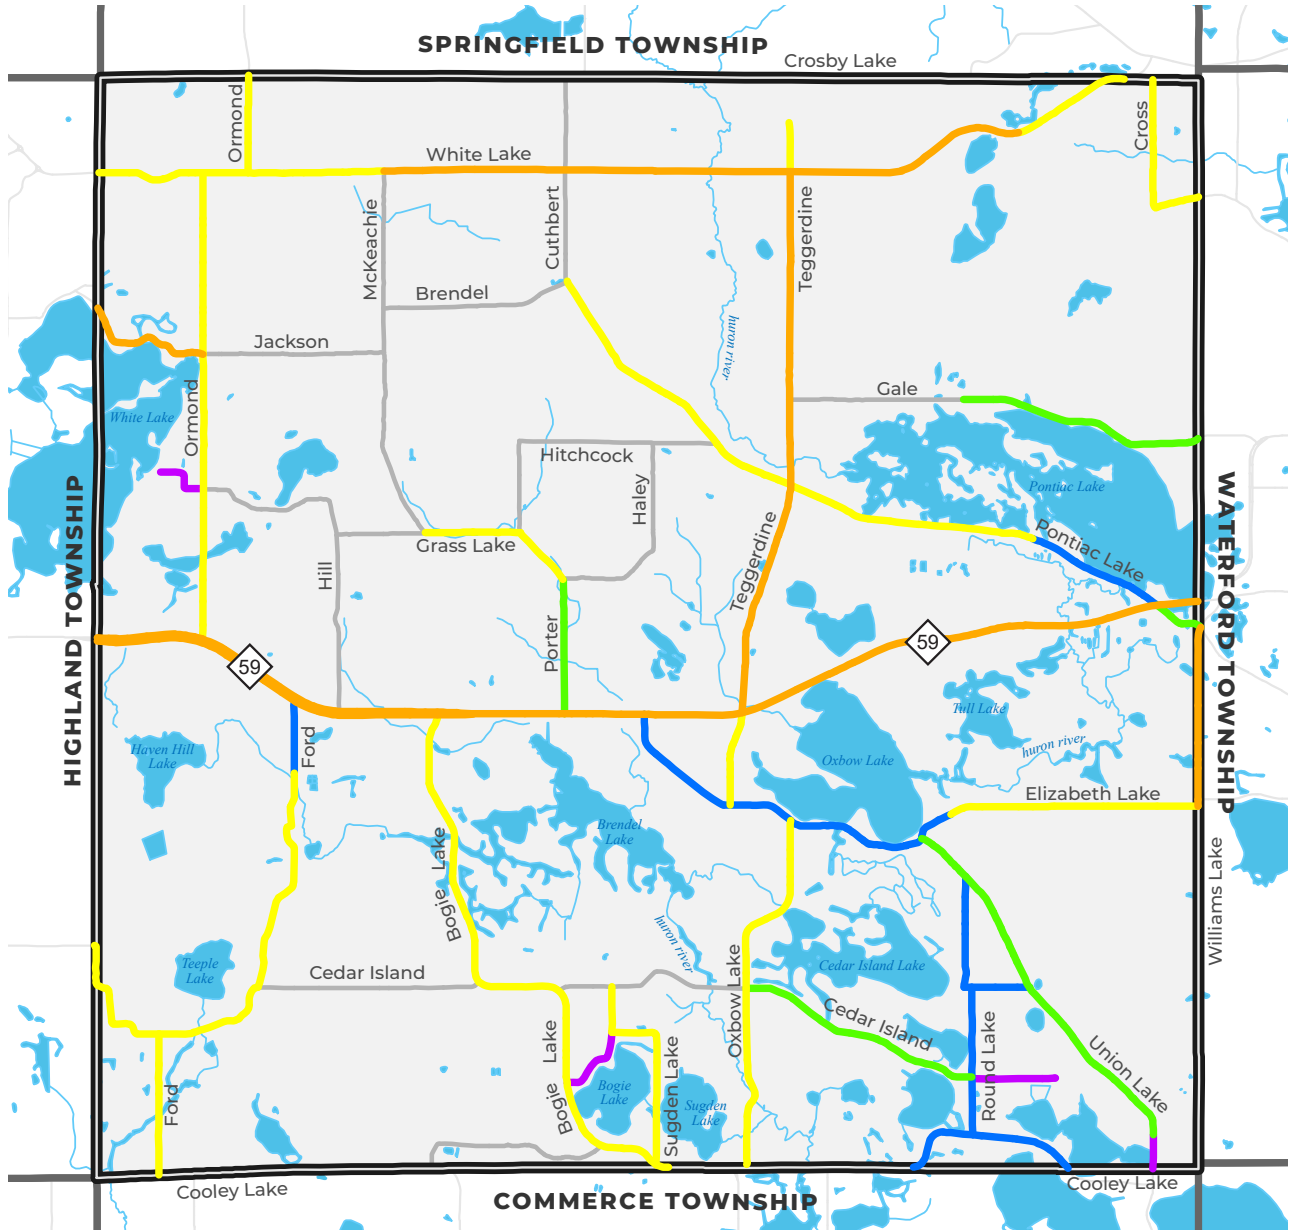 SPRINGFIELD TOWNSHIP
Crosby Lake
Ormond
Cross
White Lake
McKeachie
Cuthbert
Teggerdine
Brendel
huron river
Jackson
Gale
Ormond
White Lake
Hitchcock
Haley
Pontiac Lake
HIGHLAND TOWNSHIP
WATERFORD TOWNSHIP
Teggerdine
Pontiac Lake
Grass Lake
Hill
Porter
59
59
Tull Lake
Ford
Haven Hill
Lake
huron river
Oxbow Lake
Elizabeth Lake
Brendel
Lake
Bogie Lake
Williams Lake
huron river
Teeple
Lake
Cedar Island
Oxbow Lake
Cedar Island Lake
Cedar Island
Round Lake
Union Lake
Bogie Lake
Bogie
Lake
Sugden Lake
Sugden
Lake
Ford
Cooley Lake
Cooley Lake
COMMERCE TOWNSHIP